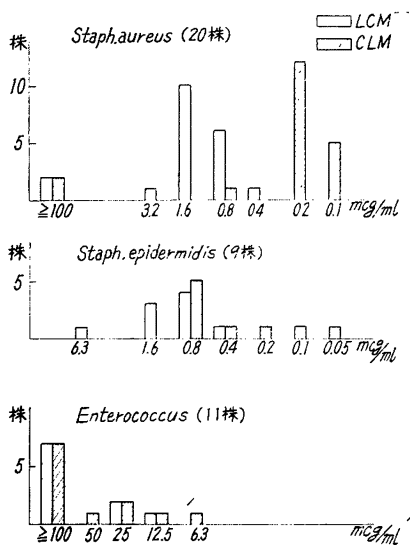 LCM
CLM
株 Staph.aureus (20株)
10
5
≧100 3.2 1.6 0.8 0.4 0.2 0.1 mcg/ml
株 Staph.epidermidis (9株)
5
6.3 1.6 0.8 0.4 0.2 0.1 0.05 mcg/ml
株 Enterococcus (11株)
5
≧100 50 25 12.5 6.3